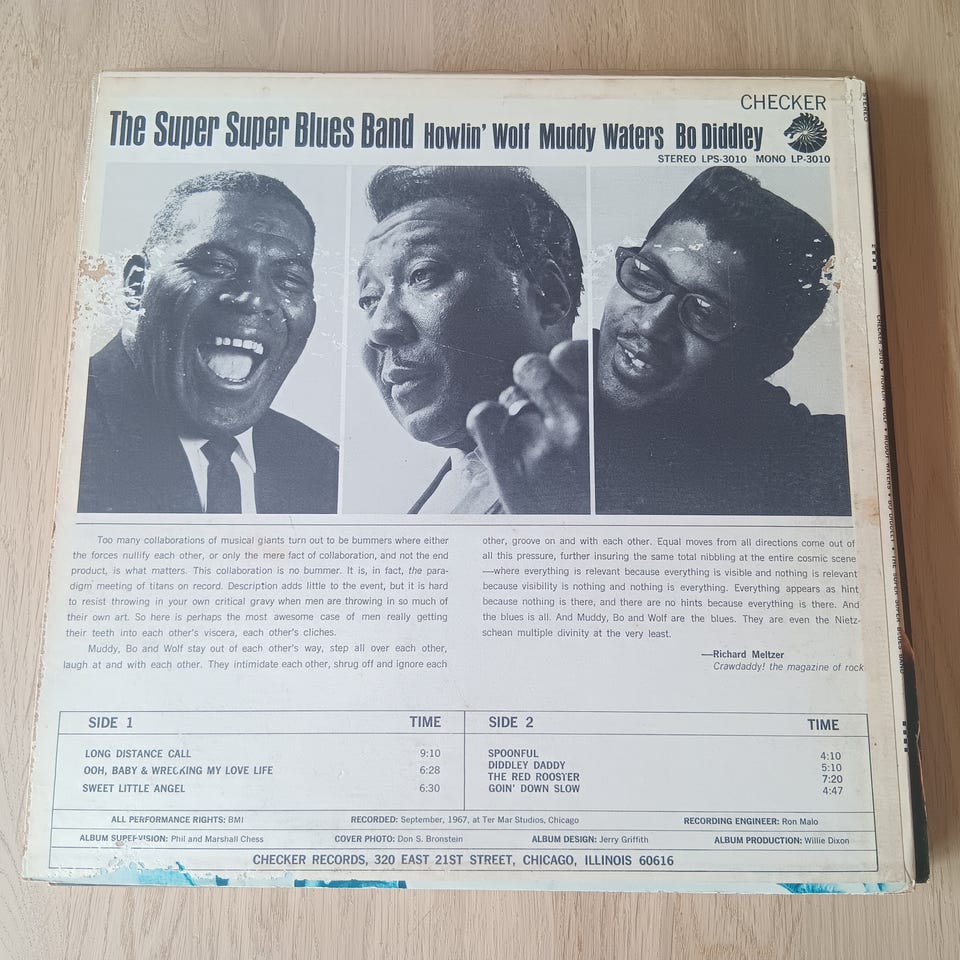 CHECKER
The Super Super Blues Band Howlin' Wolf Muddy Waters Bo Diddley
STEREO LPS-3010 MONO LP-3010
Too many collaborations of musical giants turn out to be bummers where either
the forces nullify each other, or only the mere fact of collaboration, and not the end
product, is what matters. This collaboration is no bummer. It is, in fact, the para-
digm meeting of titans on record. Description adds little to the event, but it is hard
to resist throwing in your own critical gravy when men are throwing in so much of
their own art. So here is perhaps the most awesome case of men really getting
their teeth into each other's viscera, each other's cliches.
Muddy, Bo and Wolf stay out of each other's way, step all over each other,
laugh at and with each other. They intimidate each other, shrug off and ignore each
other, groove on and with each other. Equal moves from all directions come out of
all this pressure, further insuring the same total nibbling at the entire cosmic scene
—where everything is relevant because everything is visible and nothing is relevant
because visibility is nothing and nothing is everything. Everything appears as hint
because nothing is there, and there are no hints because everything is there. And
the blues is all. And Muddy, Bo and Wolf are the blues. They are even the Nietz-
schean multiple divinity at the very least.
—Richard Meltzer
Crawdaddy! the magazine of rock
SIDE 1 TIME
LONG DISTANCE CALL 9:10
OOH, BABY & WRECKING MY LOVE LIFE 6:28
SWEET LITTLE ANGEL 6:30
SIDE 2 TIME
SPOONFUL 4:10
DIDDLEY DADDY 5:10
THE RED ROOSTER 7:20
GOIN' DOWN SLOW 4:47
ALL PERFORMANCE RIGHTS: BMI RECORDED: September, 1967, at Ter Mar Studios, Chicago RECORDING ENGINEER: Ron Malo
ALBUM SUPERVISION: Phil and Marshall Chess COVER PHOTO: Don S. Bronstein ALBUM DESIGN: Jerry Griffith ALBUM PRODUCTION: Willie Dixon
CHECKER RECORDS, 320 EAST 21ST STREET, CHICAGO, ILLINOIS 60616
STEREO
CHECKER 3010 • HOWLIN' WOLF • MUDDY WATERS • BO DIDDLEY • THE SUPER SUPER BLUES BAND